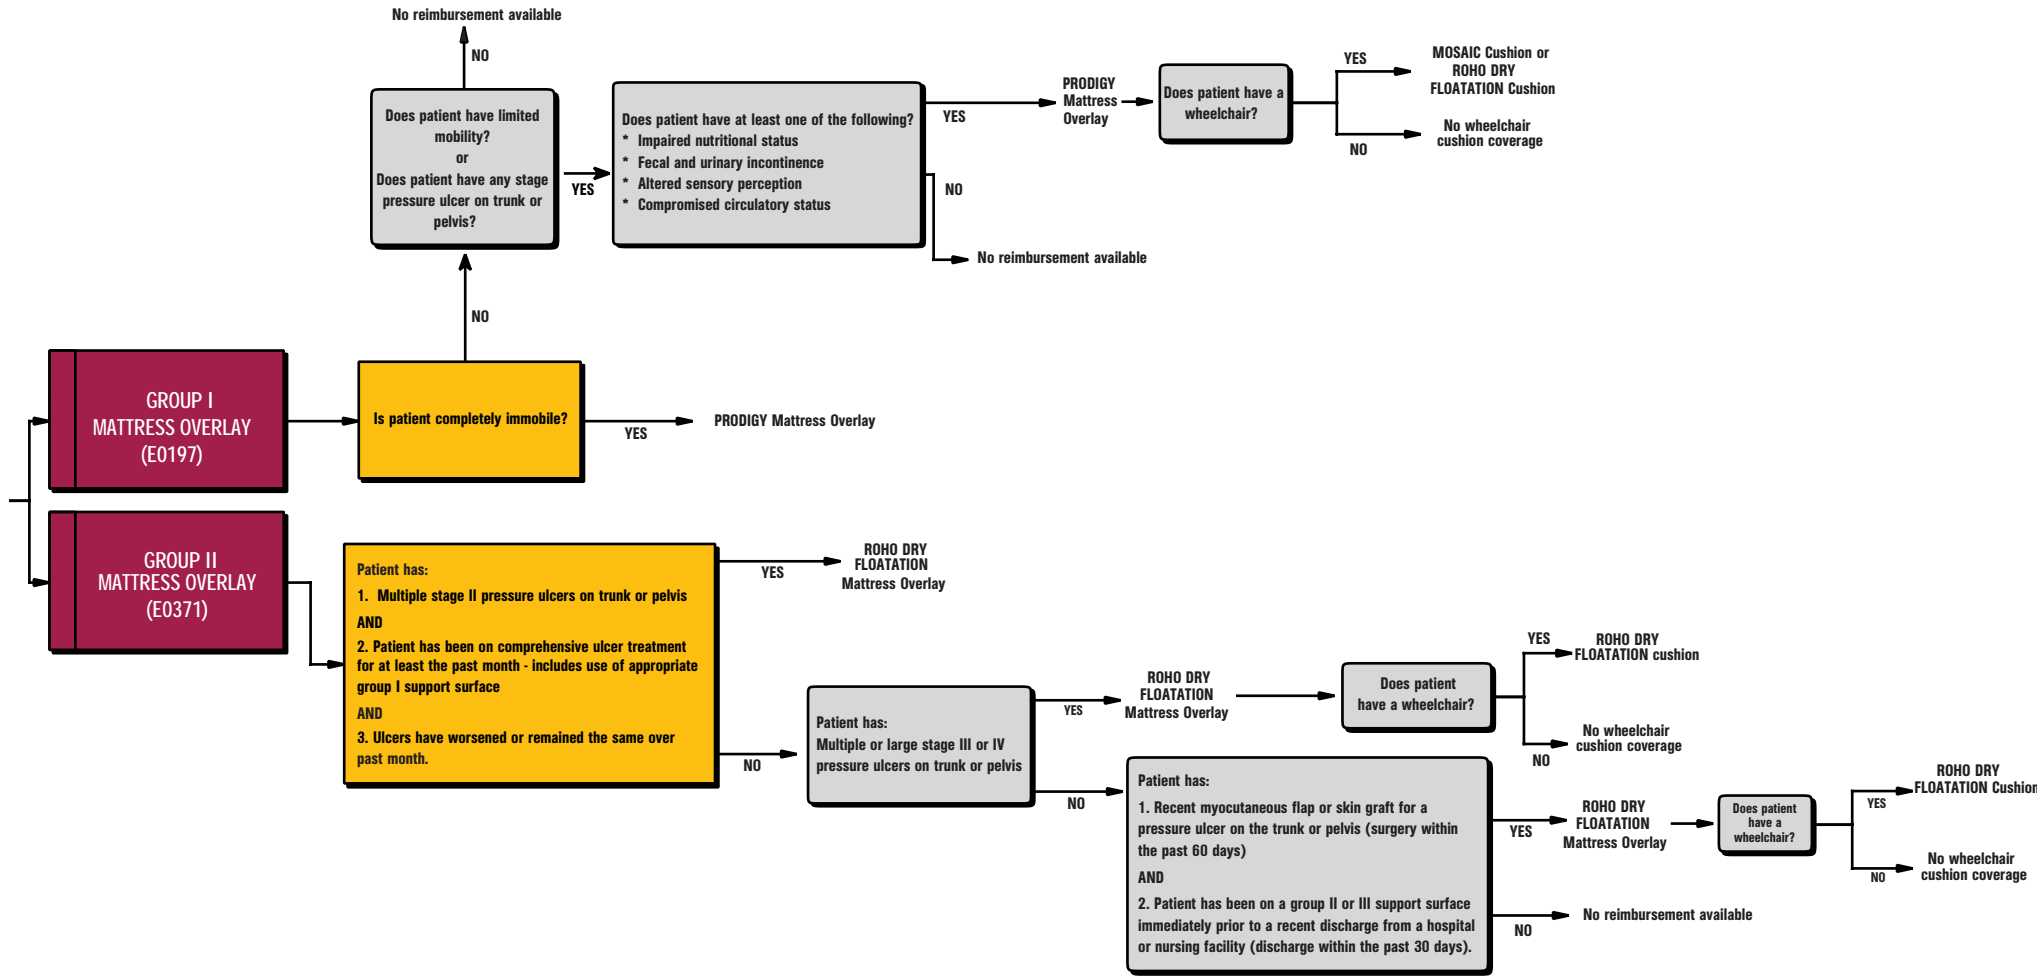 No reimbursement available
NO
Does patient have limited
mobility?
or
Does patient have any stage
pressure ulcer on trunk or
pelvis?
YES
Does patient have at least one of the following?
* Impaired nutritional status
* Fecal and urinary incontinence
* Altered sensory perception
* Compromised circulatory status
YES
PRODIGY
Mattress
Overlay
Does patient have a
wheelchair?
YES
MOSAIC Cushion or
ROHO DRY
FLOATATION Cushion
NO
No wheelchair
cushion coverage
NO
No reimbursement available
NO
GROUP I
MATTRESS OVERLAY
(E0197)
Is patient completely immobile?
YES
PRODIGY Mattress Overlay
GROUP II
MATTRESS OVERLAY
(E0371)
Patient has:
1. Multiple stage II pressure ulcers on trunk or pelvis
AND
2. Patient has been on comprehensive ulcer treatment
for at least the past month - includes use of appropriate
group I support surface
AND
3. Ulcers have worsened or remained the same over
past month.
YES
ROHO DRY
FLOATATION
Mattress Overlay
NO
Patient has:
Multiple or large stage III or IV
pressure ulcers on trunk or pelvis
YES
ROHO DRY
FLOATATION
Mattress Overlay
Does patient
have a wheelchair?
YES
ROHO DRY
FLOATATION cushion
NO
No wheelchair
cushion coverage
NO
Patient has:
1. Recent myocutaneous flap or skin graft for a
pressure ulcer on the trunk or pelvis (surgery within
the past 60 days)
AND
2. Patient has been on a group II or III support surface
immediately prior to a recent discharge from a hospital
or nursing facility (discharge within the past 30 days).
YES
ROHO DRY
FLOATATION
Mattress Overlay
Does patient
have a
wheelchair?
YES
ROHO DRY
FLOATATION Cushion
NO
No wheelchair
cushion coverage
NO
No reimbursement available